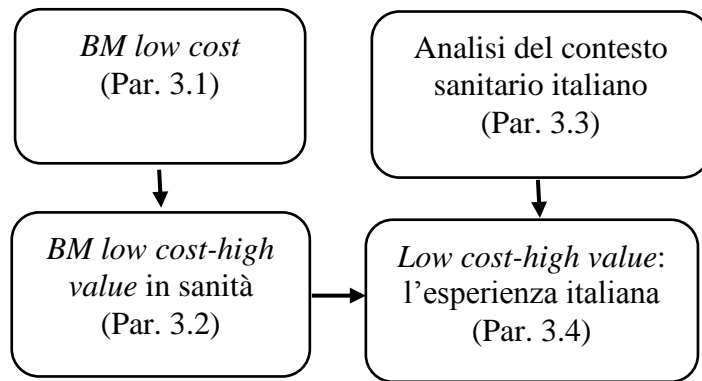 BM low cost
(Par. 3.1)
Analisi del contesto
sanitario italiano
(Par. 3.3)
BM low cost-high
value in sanità
(Par. 3.2)
Low cost-high value:
l’esperienza italiana
(Par. 3.4)